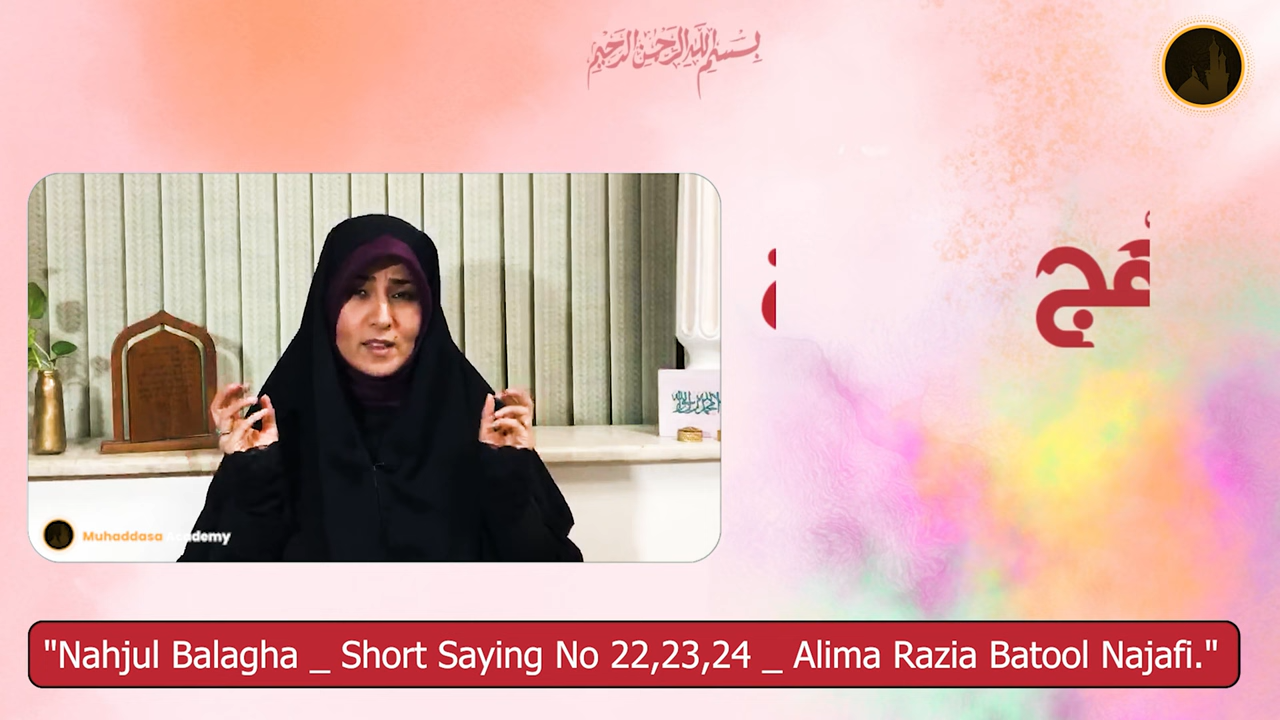 بسم الله الرحمن الرحيم
Muhaddasa Academy
"Nahjul Balagha _ Short Saying No 22,23,24 _ Alima Razia Batool Najafi."